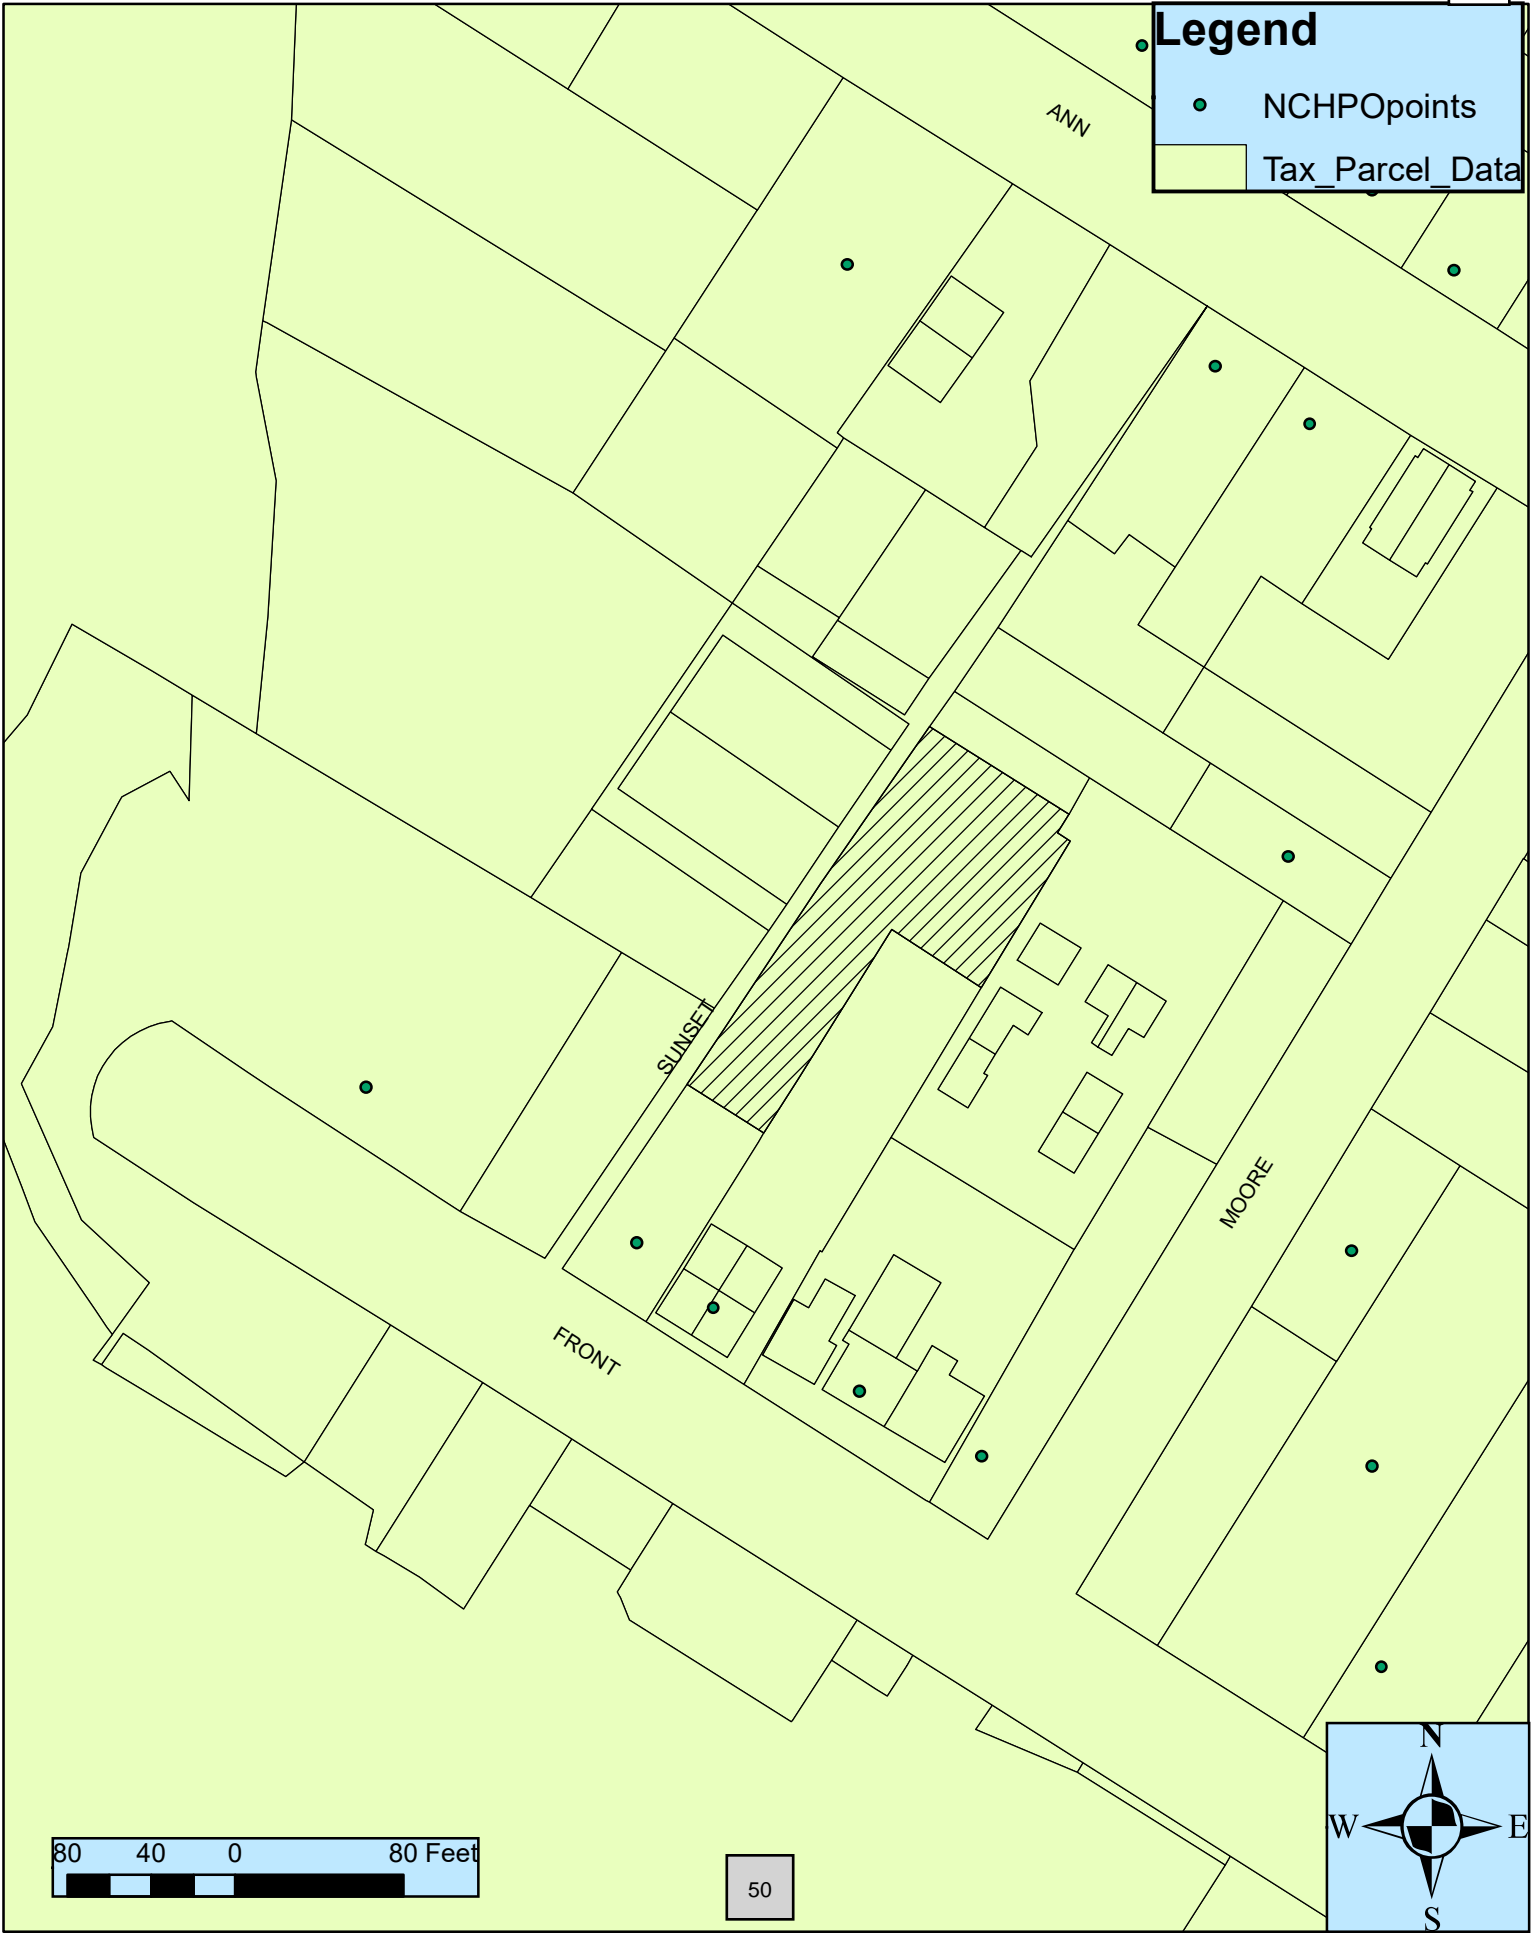 Legend
NCHPOpoints
Tax_Parcel_Data
ANN
SUNSET
MOORE
FRONT
N
W E
S
80 40 0 80 Feet
50